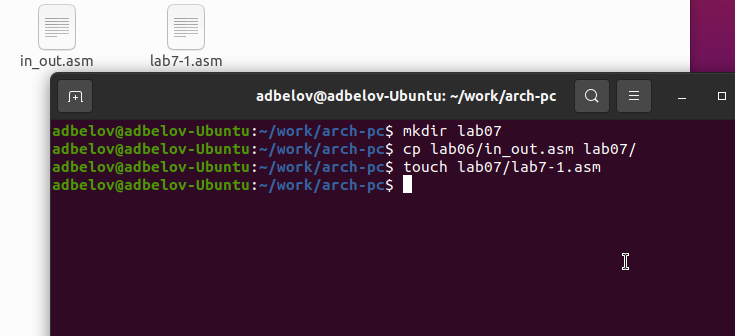 in_out.asm lab7-1.asm
adbelov@adbelov-Ubuntu: ~/work/arch-pc
adbelov@adbelov-Ubuntu:~/work/arch-pc$ mkdir lab07
adbelov@adbelov-Ubuntu:~/work/arch-pc$ cp lab06/in_out.asm lab07/
adbelov@adbelov-Ubuntu:~/work/arch-pc$ touch lab07/lab7-1.asm
adbelov@adbelov-Ubuntu:~/work/arch-pc$